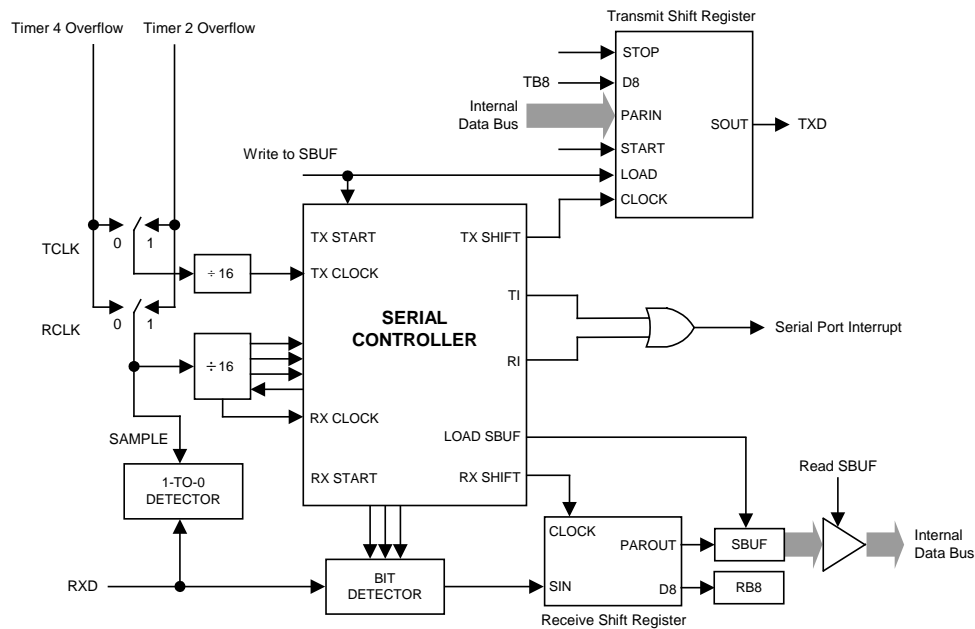 Timer 4 Overflow
Timer 2 Overflow
Transmit Shift Register
STOP
TB8
D8
Internal
Data Bus
PARIN
SOUT
TXD
START
Write to SBUF
LOAD
CLOCK
TCLK
0
1
÷ 16
TX START
TX SHIFT
TX CLOCK
TI
SERIAL
CONTROLLER
Serial Port Interrupt
RCLK
0
1
÷ 16
RI
RX CLOCK
LOAD SBUF
SAMPLE
RX START
RX SHIFT
Read SBUF
1-TO-0
DETECTOR
CLOCK
PAROUT
SBUF
Internal
Data Bus
RXD
BIT
DETECTOR
SIN
D8
RB8
Receive Shift Register